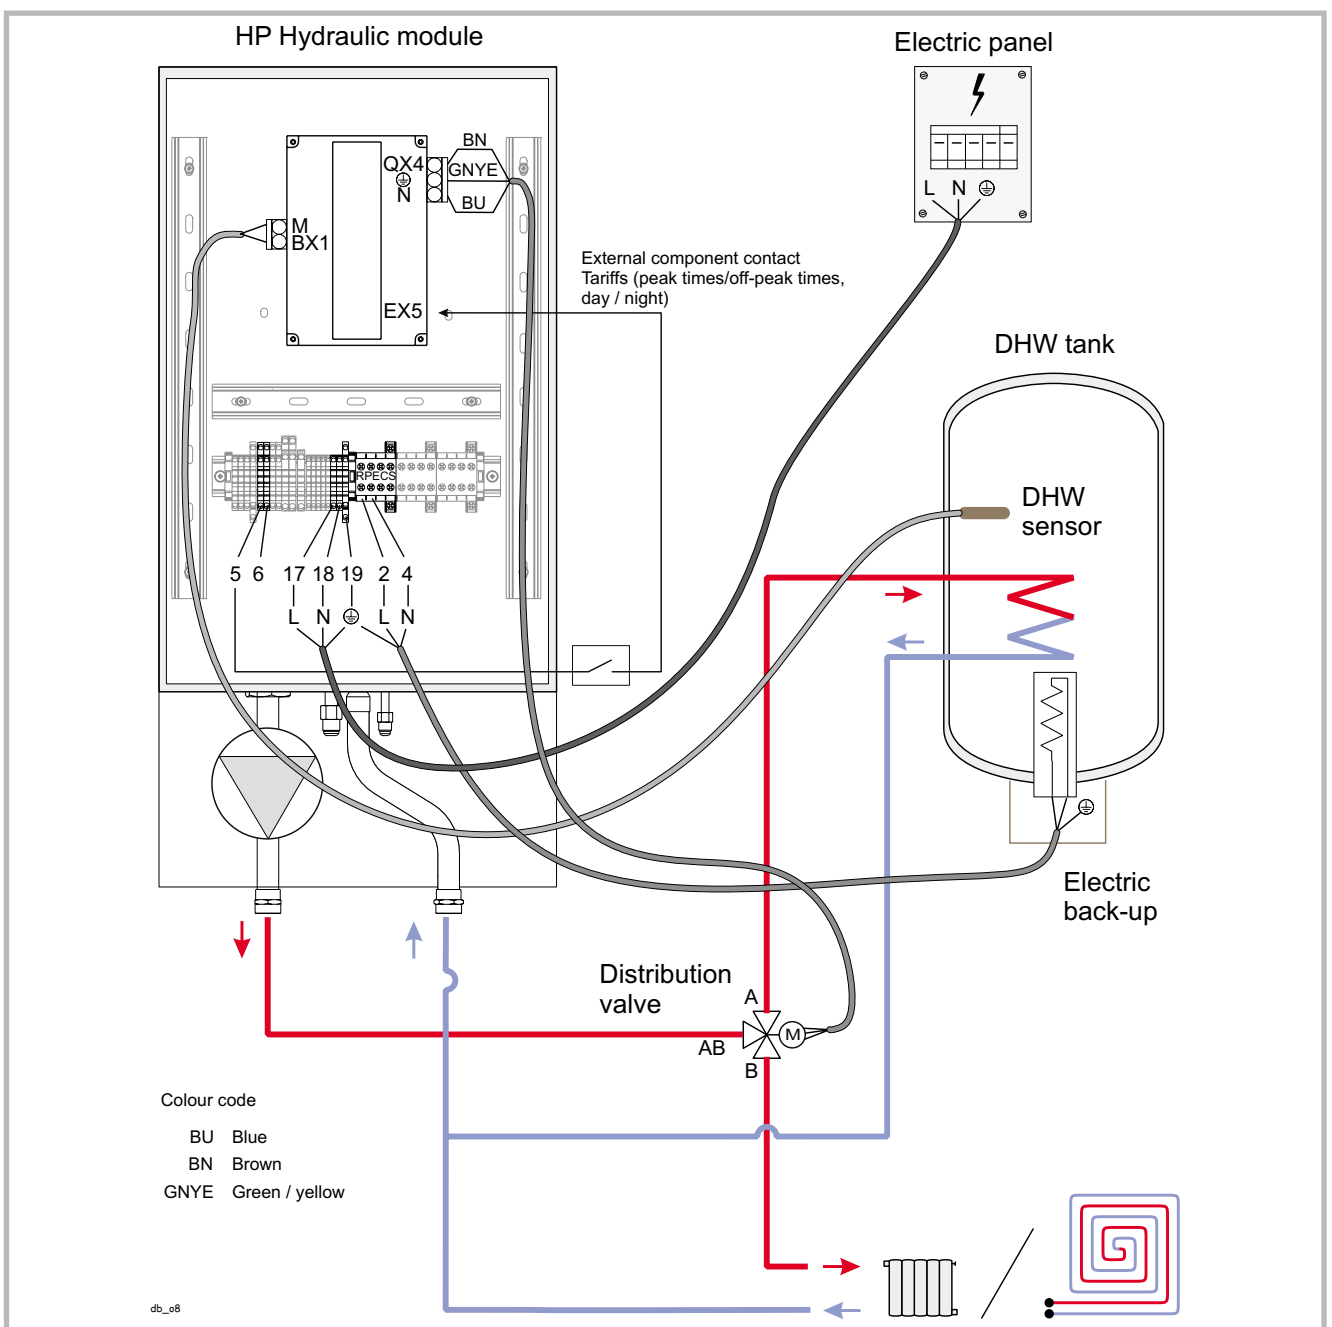 HP Hydraulic module
Electric panel
BN
QX4
GNYE
N
BU
L N
M
BX1
External component contact
Tariffs (peak times/off-peak times,
day / night)
EX5
DHW tank
RPECS
DHW
sensor
5 6 17 18 19 2 4
L N L N
Electric
back-up
Distribution
valve
A
M
AB
B
Colour code
BU Blue
BN Brown
GNYE Green / yellow
db_08